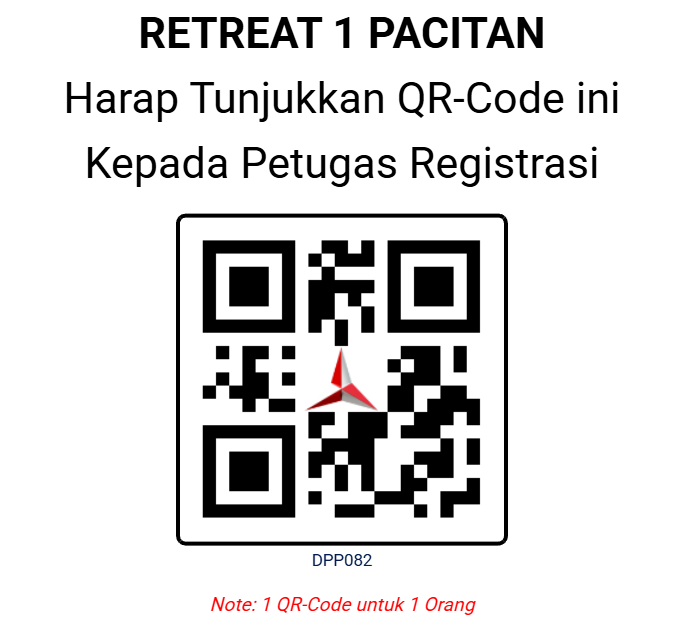 RETREAT 1 PACITAN
Harap Tunjukkan QR-Code ini
Kepada Petugas Registrasi
DPP082
Note: 1 QR-Code untuk 1 Orang